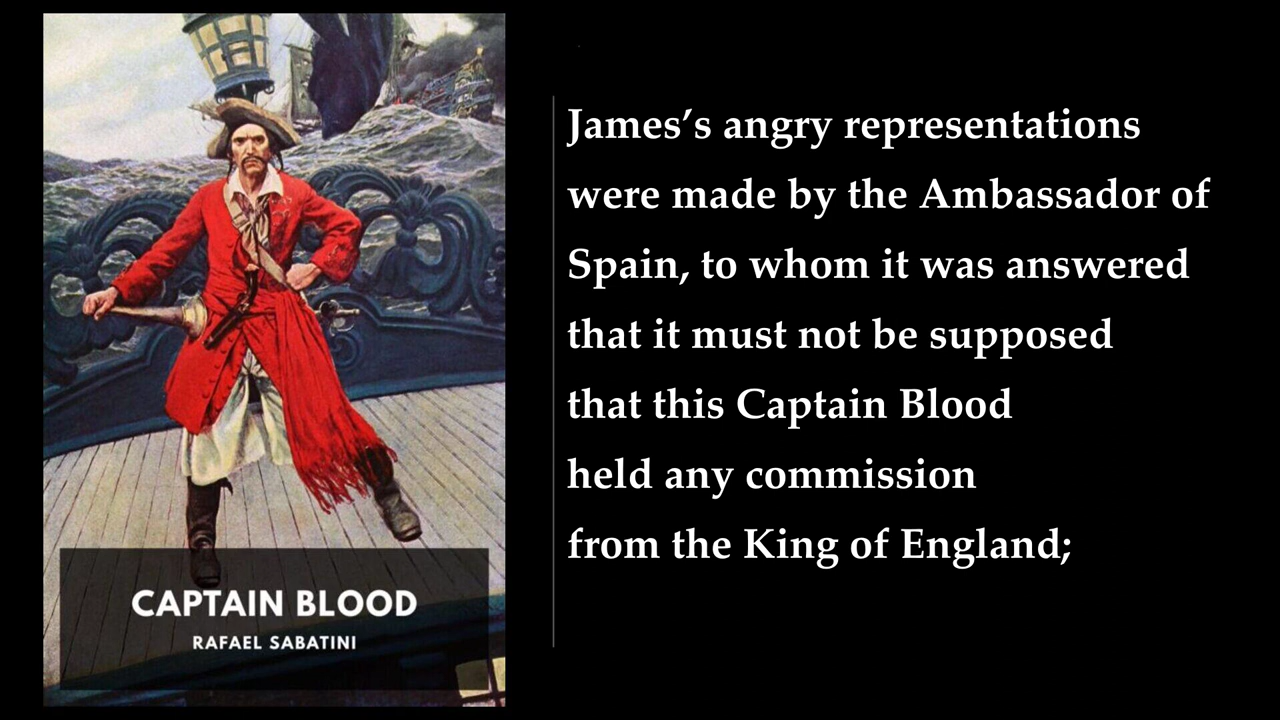 CAPTAIN BLOOD
RAFAEL SABATINI
James’s angry representations
were made by the Ambassador of
Spain, to whom it was answered
that it must not be supposed
that this Captain Blood
held any commission
from the King of England;